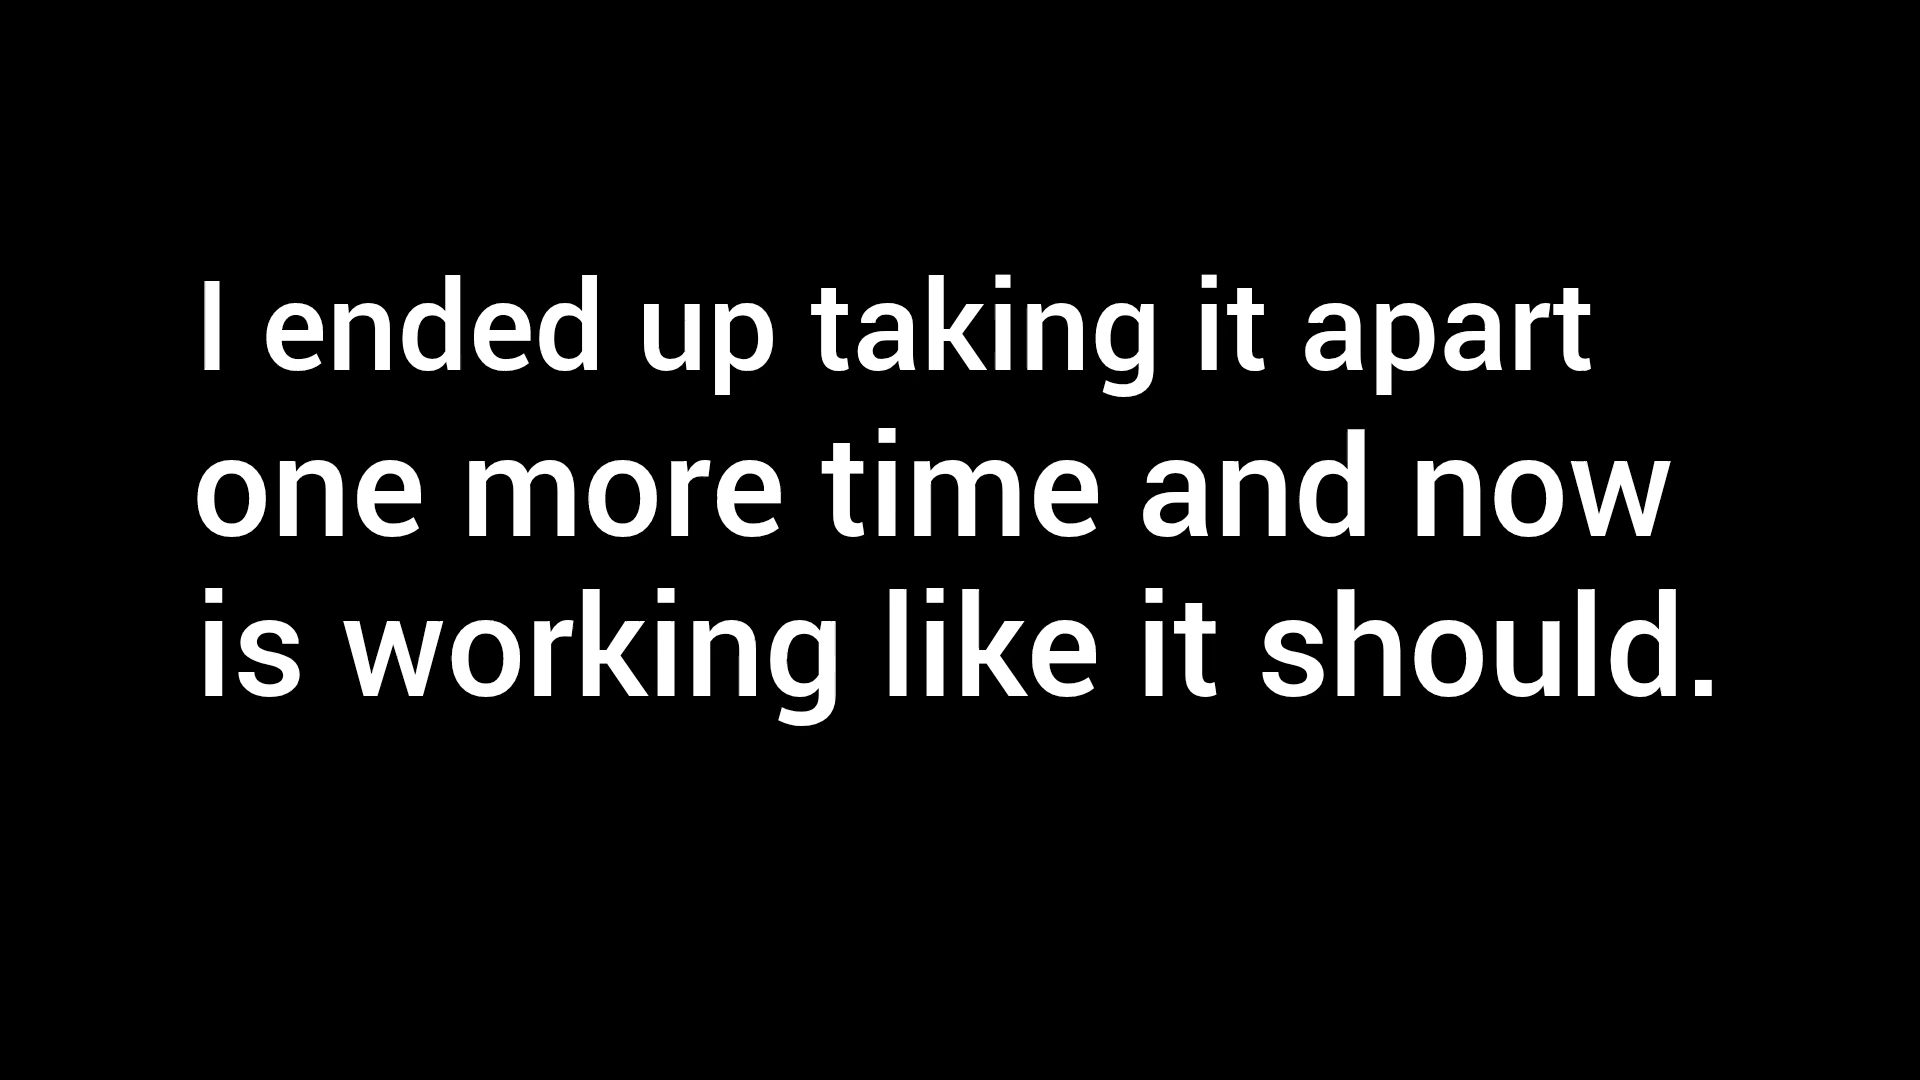 I ended up taking it apart
one more time and now
is working like it should.